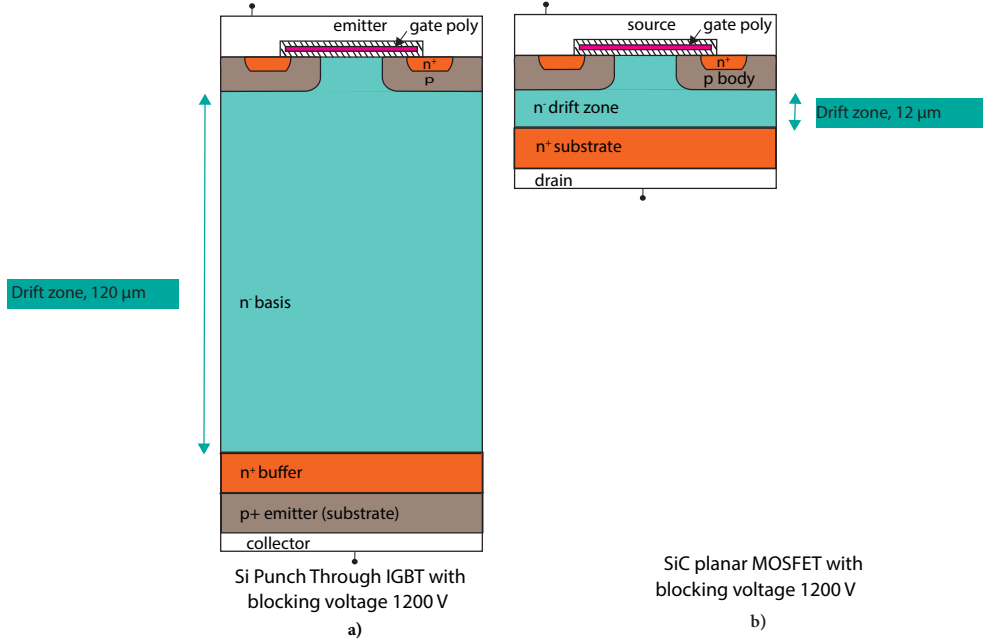 emitter
gate poly
n⁺
p
Drift zone, 120 µm
n⁻ basis
n⁺ buffer
p+ emitter (substrate)
collector
Si Punch Through IGBT with
blocking voltage 1200 V
a)
source
gate poly
n⁺
p body
n⁻ drift zone
Drift zone, 12 µm
n⁺ substrate
drain
SiC planar MOSFET with
blocking voltage 1200 V
b)